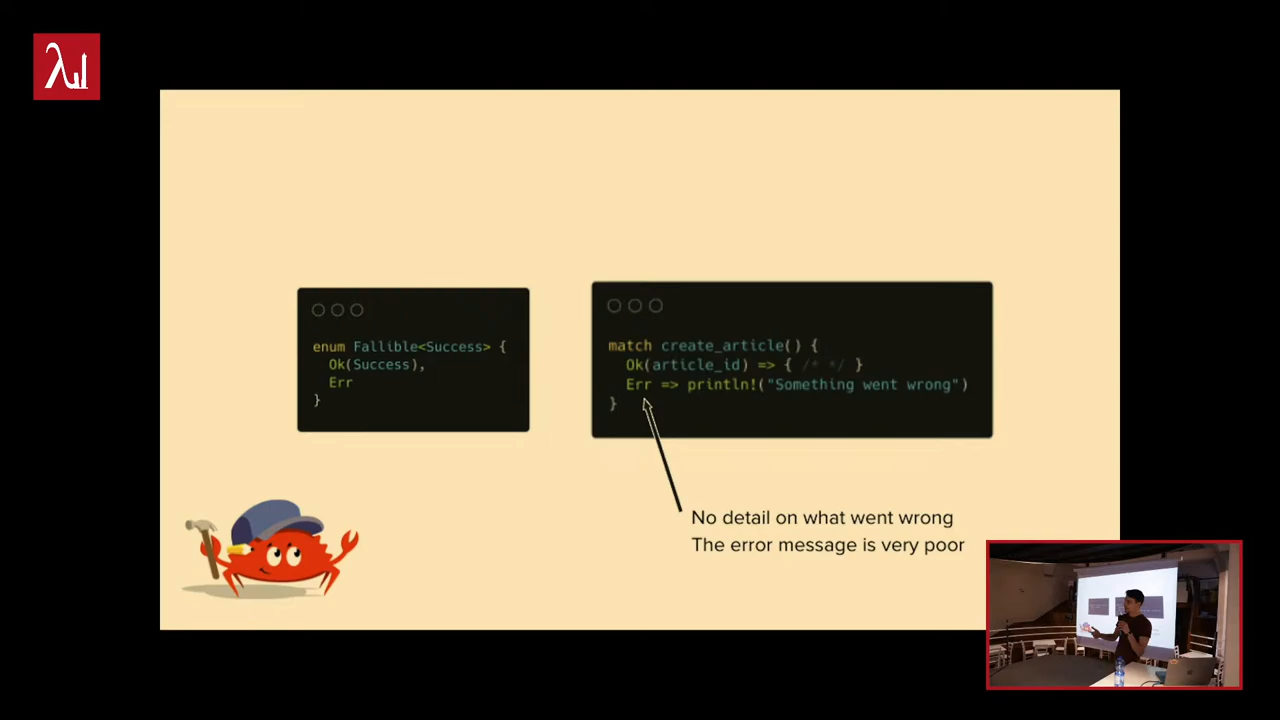 enum Fallible<Success> {
Ok(Success),
Err
}
match create_article() {
Ok(article_id) => { /* */ }
Err => println!("Something went wrong")
}
No detail on what went wrong
The error message is very poor